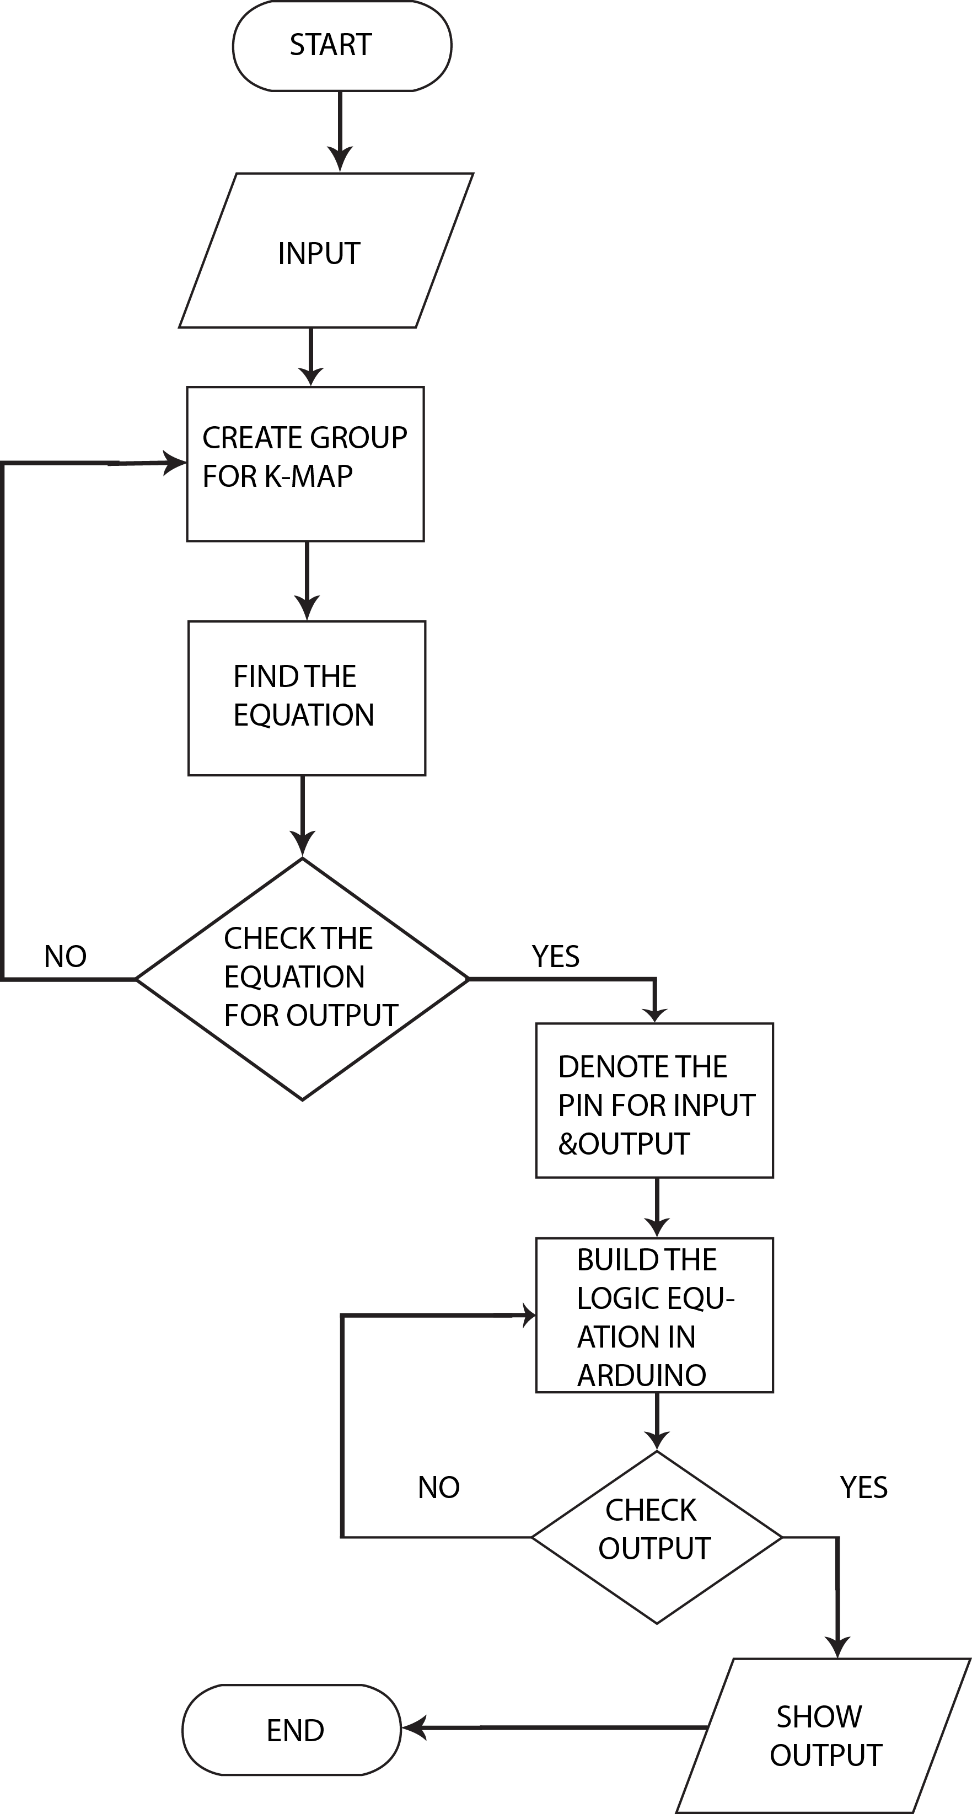 START
INPUT
CREATE GROUP
FOR K-MAP
FIND THE
EQUATION
CHECK THE
EQUATION
FOR OUTPUT
NO
YES
DENOTE THE
PIN FOR INPUT
&OUTPUT
BUILD THE
LOGIC EQU-
ATION IN
ARDUINO
CHECK
OUTPUT
NO
YES
SHOW
OUTPUT
END